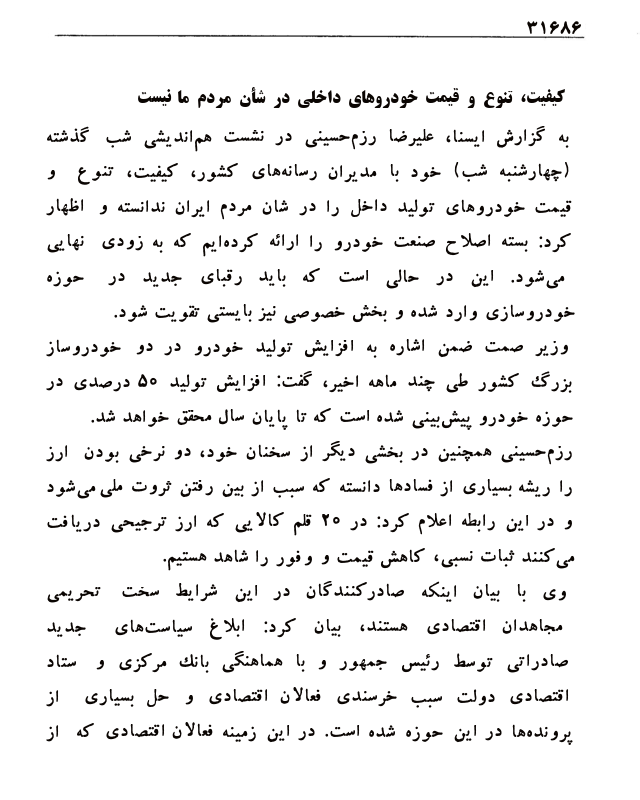 ۳۱۶۸۶
کیفیت، تنوع و قیمت خودروهای داخلی در شأن مردم ما نیست
به گزارش ایسنا، علیرضا رزم‌حسینی در نشست هم‌اندیشی شب گذشته
(چهارشنبه شب) خود با مدیران رسانه‌های کشور، کیفیت، تنوع و
قیمت خودروهای تولید داخل را در شان مردم ایران ندانسته و اظهار
کرد: بسته اصلاح صنعت خودرو را ارائه کرده‌ایم که به زودی نهایی
می‌شود. این در حالی است که باید رقبای جدید در حوزه
خودروسازی وارد شده و بخش خصوصی نیز بایستی تقویت شود.
وزیر صمت ضمن اشاره به افزایش تولید خودرو در دو خودروساز
بزرگ کشور طی چند ماهه اخیر، گفت: افزایش تولید ۵۰ درصدی در
حوزه خودرو پیش‌بینی شده است که تا پایان سال محقق خواهد شد.
رزم‌حسینی همچنین در بخشی دیگر از سخنان خود، دو نرخی بودن ارز
را ریشه بسیاری از فسادها دانسته که سبب از بین رفتن ثروت ملی می‌شود
و در این رابطه اعلام کرد: در ۲۰ قلم کالایی که ارز ترجیحی دریافت
می‌کنند ثبات نسبی، کاهش قیمت و وفور را شاهد هستیم.
وی با بیان اینکه صادرکنندگان در این شرایط سخت تحریمی
مجاهدان اقتصادی هستند، بیان کرد: ابلاغ سیاست‌های جدید
صادراتی توسط رئیس جمهور و با هماهنگی بانک مرکزی و ستاد
اقتصادی دولت سبب خرسندی فعالان اقتصادی و حل بسیاری از
پرونده‌ها در این حوزه شده است. در این زمینه فعالان اقتصادی که از